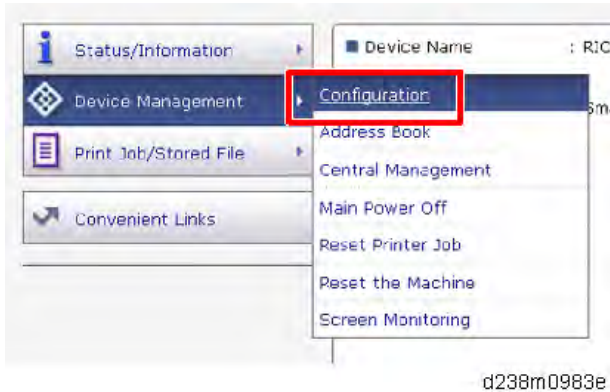 Status/Information
Device Name : RIC
Device Management
Configuration
Address Book
Print Job/Stored File
Central Management
Main Power Off
Convenient Links
Reset Printer Job
Reset the Machine
Screen Monitoring
d238m0983e